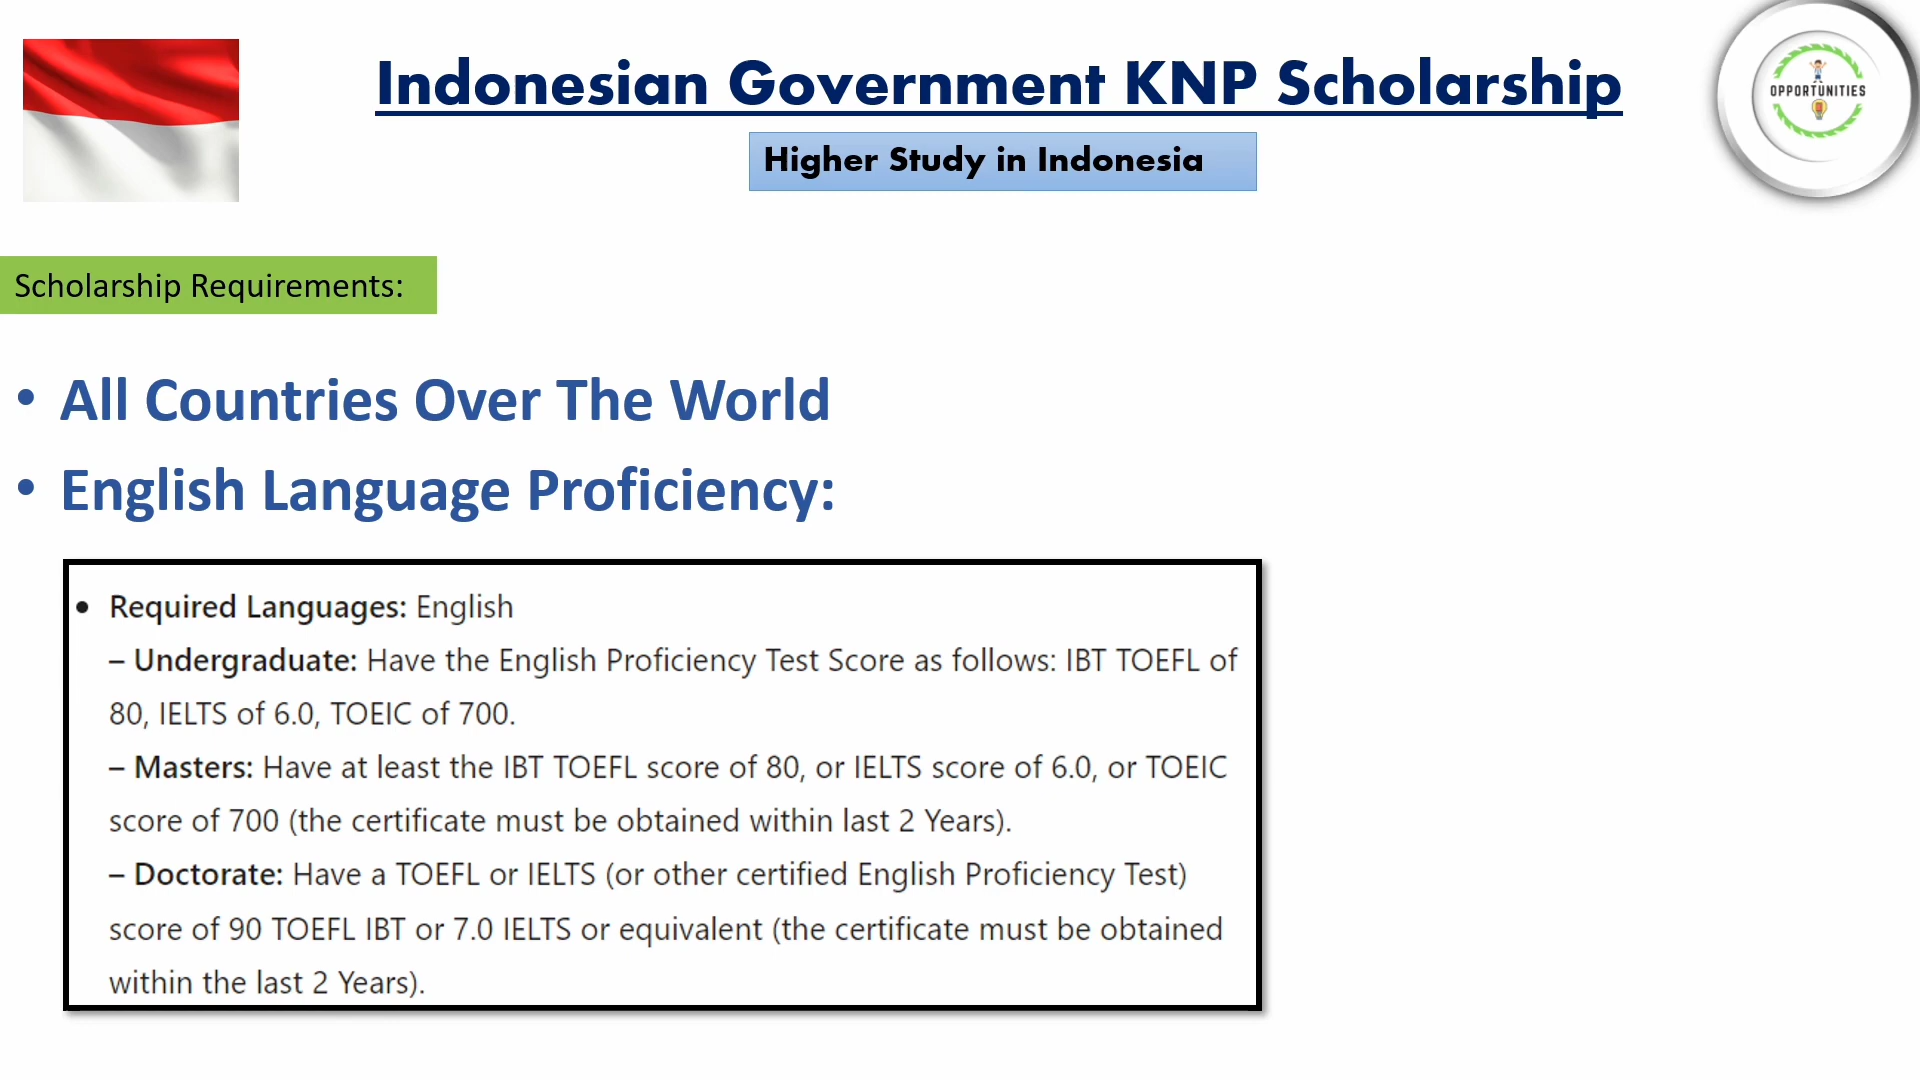 Indonesian Government KNP Scholarship
OPPORTUNITIES
Higher Study in Indonesia
Scholarship Requirements:
• All Countries Over The World
• English Language Proficiency:
• Required Languages: English
– Undergraduate: Have the English Proficiency Test Score as follows: IBT TOEFL of
80, IELTS of 6.0, TOEIC of 700.
– Masters: Have at least the IBT TOEFL score of 80, or IELTS score of 6.0, or TOEIC
score of 700 (the certificate must be obtained within last 2 Years).
– Doctorate: Have a TOEFL or IELTS (or other certified English Proficiency Test)
score of 90 TOEFL IBT or 7.0 IELTS or equivalent (the certificate must be obtained
within the last 2 Years).